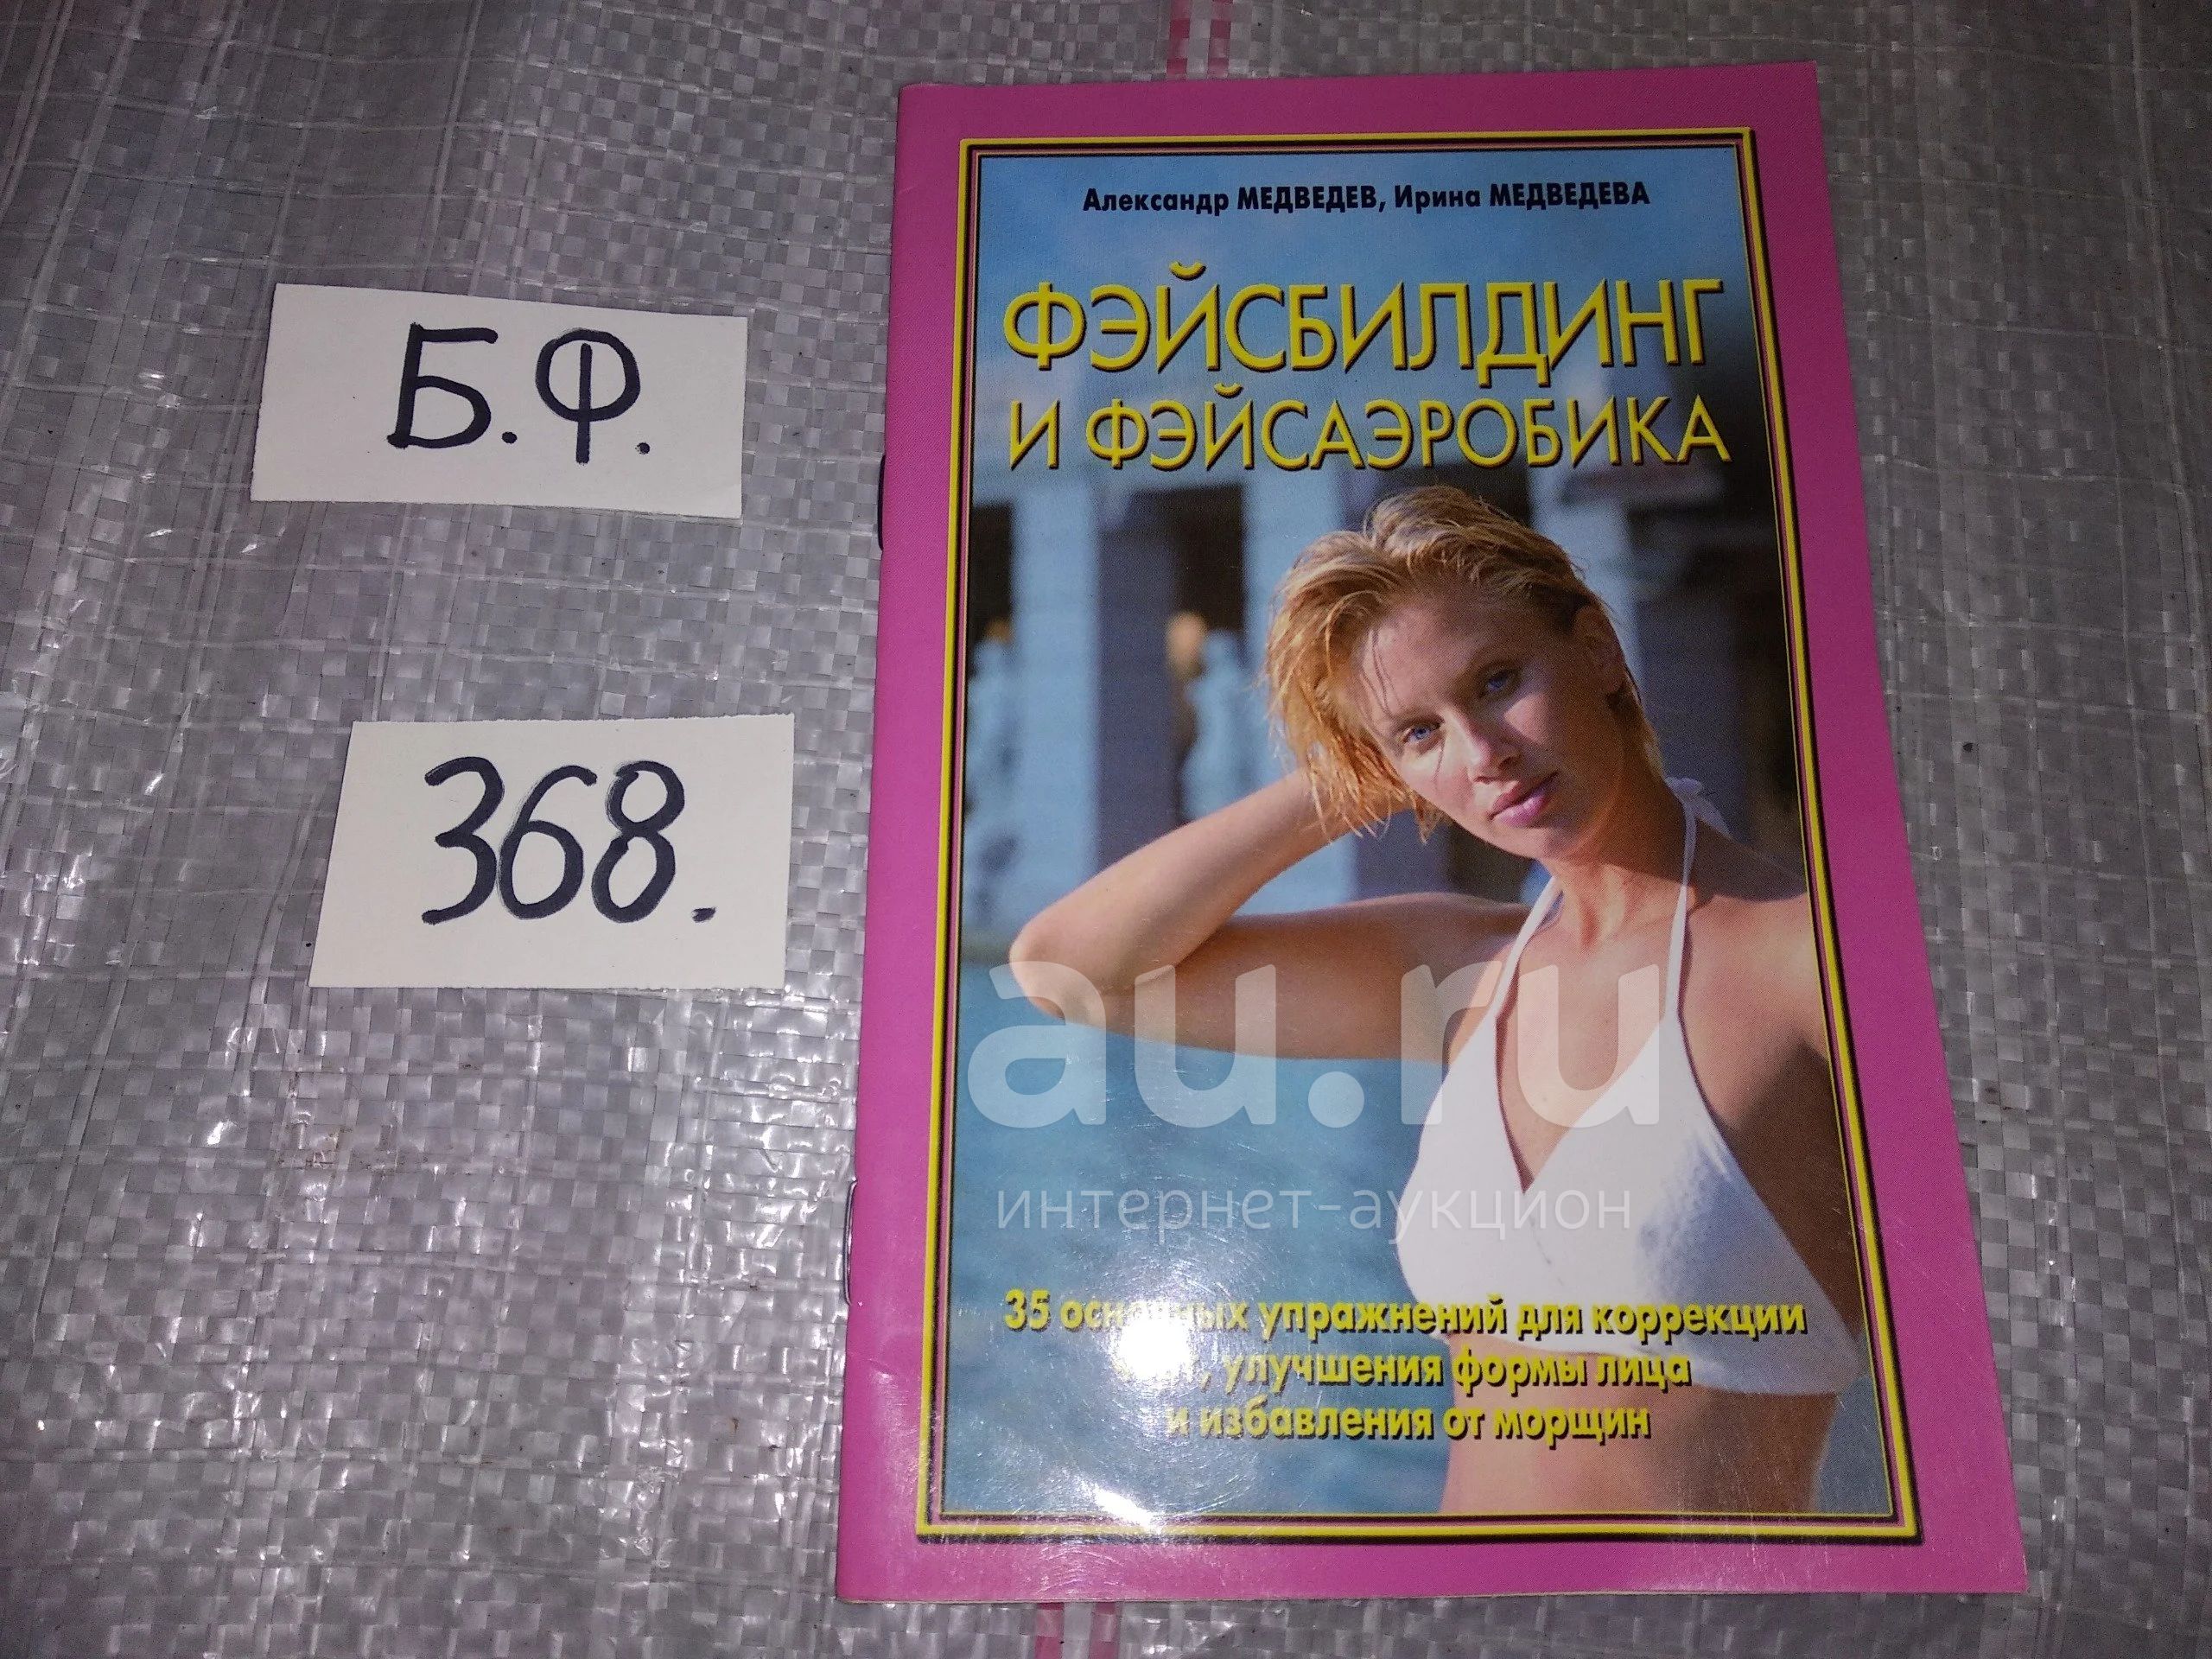 Б.Ф.
368.
Александр МЕДВЕДЕВ, Ирина МЕДВЕДЕВА
ФЭЙСБИЛДИНГ
И ФЭЙСАЭРОБИКА
au.ru
интернет-аукцион
35 основных упражнений для коррекции
улучшения формы лица
и избавления от морщин